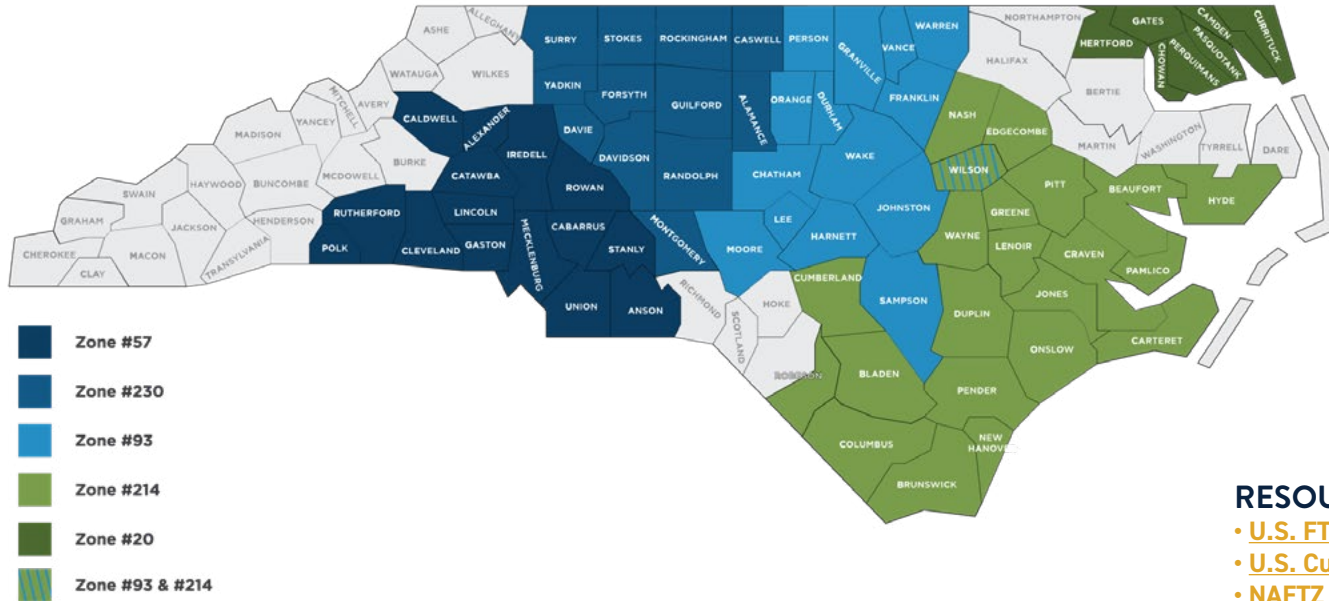 ASHE
ALLEGHANY
SURRY
STOKES
ROCKINGHAM
CASWELL
PERSON
GRANVILLE
VANCE
WARREN
NORTHAMPTON
HERTFORD
GATES
CAMDEN
CURRITUCK
PASQUOTANK
PERQUIMANS
CHOWAN
WATAUGA
WILKES
YADKIN
FORSYTH
GUILFORD
ALAMANCE
ORANGE
DURHAM
FRANKLIN
HALIFAX
BERTIE
MITCHELL
AVERY
CALDWELL
ALEXANDER
DAVIE
NASH
EDGECOMBE
MADISON
YANCEY
IREDELL
DAVIDSON
RANDOLPH
CHATHAM
WAKE
WILSON
MARTIN
WASHINGTON
TYRRELL
DARE
BURKE
CATAWBA
ROWAN
SWAIN
HAYWOOD
BUNCOMBE
MCDOWELL
PITT
BEAUFORT
HYDE
GRAHAM
JACKSON
HENDERSON
RUTHERFORD
LINCOLN
CABARRUS
MONTGOMERY
LEE
JOHNSTON
GREENE
CHEROKEE
MACON
TRANSYLVANIA
POLK
CLEVELAND
GASTON
MECKLENBURG
STANLY
MOORE
HARNETT
WAYNE
LENOIR
CRAVEN
PAMLICO
CLAY
UNION
ANSON
RICHMOND
HOKE
CUMBERLAND
SAMPSON
DUPLIN
JONES
SCOTLAND
ROBESON
BLADEN
ONSLOW
CARTERET
PENDER
COLUMBUS
NEW
HANOVE
BRUNSWICK
Zone #57
Zone #230
Zone #93
Zone #214
Zone #20
Zone #93 & #214
RESOU
• U.S. FT
• U.S. Cu
• NAFTZ